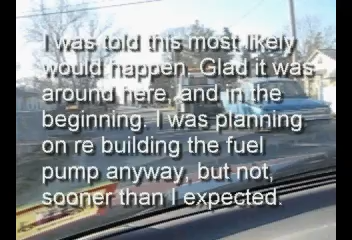 I was told this most likely
would happen. Glad it was
around here, and in the
beginning. I was planning
on re building the fuel
pump anyway, but not,
sooner than I expected.